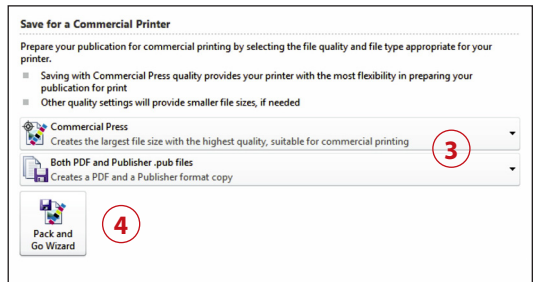 Save for a Commercial Printer
Prepare your publication for commercial printing by selecting the file quality and file type appropriate for your
printer.
Saving with Commercial Press quality provides your printer with the most flexibility in preparing your
publication for print
Other quality settings will provide smaller file sizes, if needed
Commercial Press
Creates the largest file size with the highest quality, suitable for commercial printing
3
Both PDF and Publisher .pub files
Creates a PDF and a Publisher format copy
Pack and
Go Wizard
4